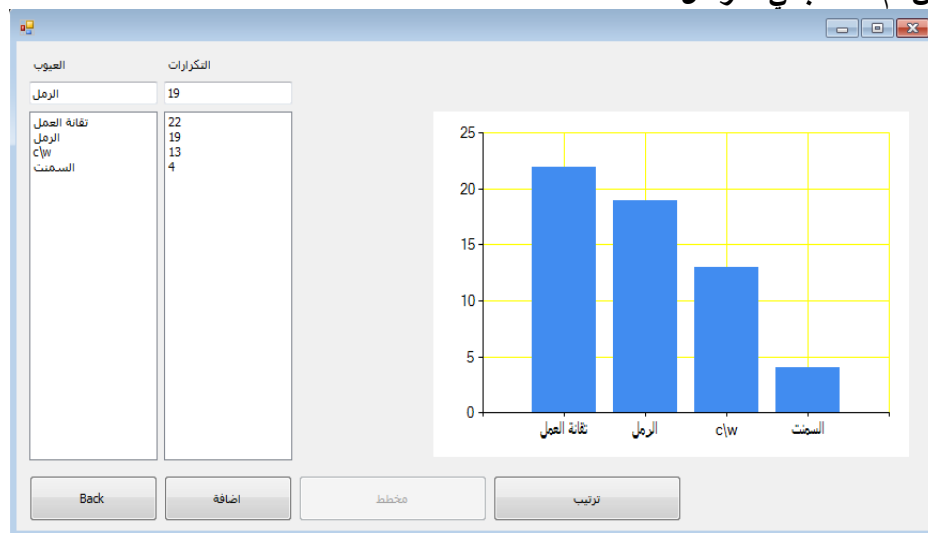 العيوب
التكرارات
الرمل
19
تقانة العمل
22
الرمل
19
c\w
13
السمنت
4
25
20
15
10
5
0
تقانة العمل
الرمل
c\w
السمنت
Back
اضافة
مخطط
ترتيب